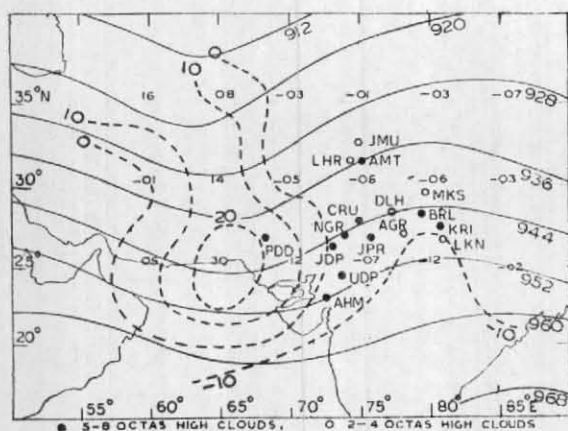 912
920
10
35°N
16
08
-03
-01
-03
-07
928
10
JMU
LHR
AMT
30°
-01
14
-05
-06
-06
-03
936
MKS
20
CRU
DLH
BRL
944
NGR
AGR
KRI
25°
PDD
JDP
JPR
LKN
05
30
12
-07
-12
-02
UDP
952
AHM
20°
960
-10
10
968
55°
60°
65°
70°
75°
80°
85°E
● 5-8 OCTAS HIGH CLOUDS, ○ 2-4 OCTAS HIGH CLOUDS